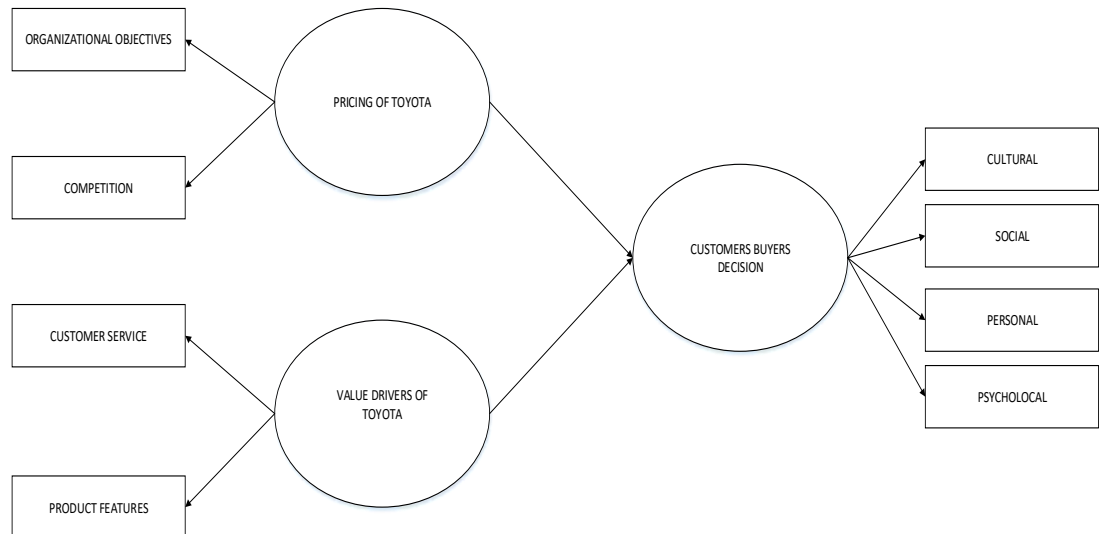 ORGANIZATIONAL OBJECTIVES
PRICING OF TOYOTA
COMPETITION
CULTURAL
SOCIAL
CUSTOMERS BUYERS
DECISION
PERSONAL
PSYCHOLOCAL
CUSTOMER SERVICE
VALUE DRIVERS OF
TOYOTA
PRODUCT FEATURES